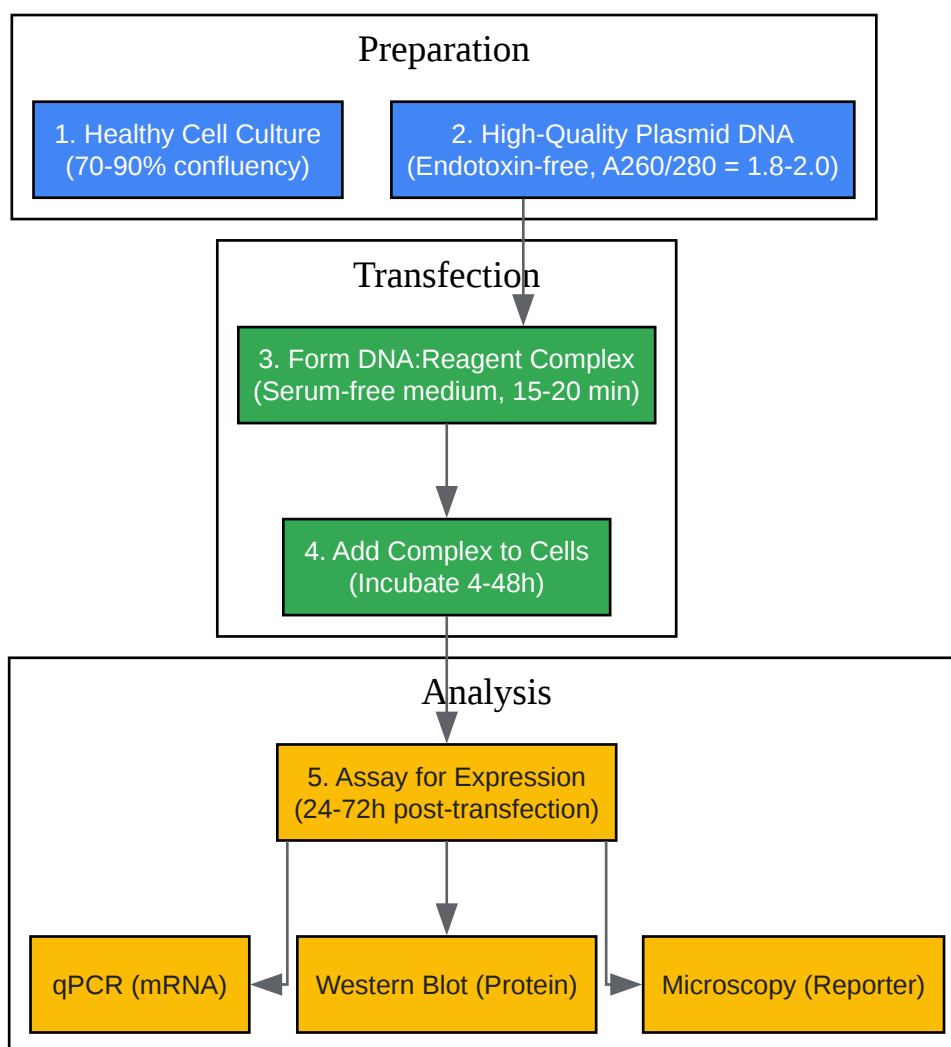 Preparation
1. Healthy Cell Culture
(70-90% confluency)
2. High-Quality Plasmid DNA
(Endotoxin-free, A260/280 = 1.8-2.0)
Transfection
3. Form DNA:Reagent Complex
(Serum-free medium, 15-20 min)
4. Add Complex to Cells
(Incubate 4-48h)
Analysis
5. Assay for Expression
(24-72h post-transfection)
qPCR (mRNA)
Western Blot (Protein)
Microscopy (Reporter)